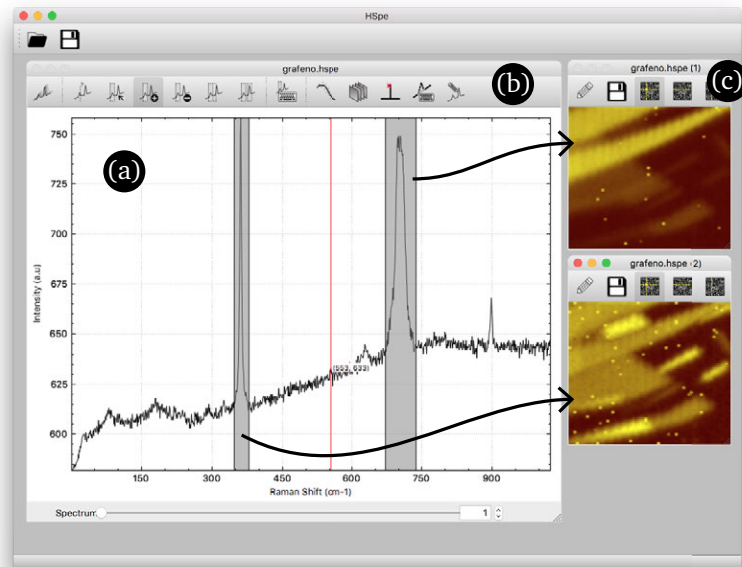 HSpe
grafeno.hspe
(b)
grafeno.hspe (1)
(c)
(a)
750
725
700
675
650
625
600
Intensity (a.u)
(553, 633)
150
300
450
600
750
900
Raman Shift (cm-1)
Spectrum
1
grafeno.hspe (2)